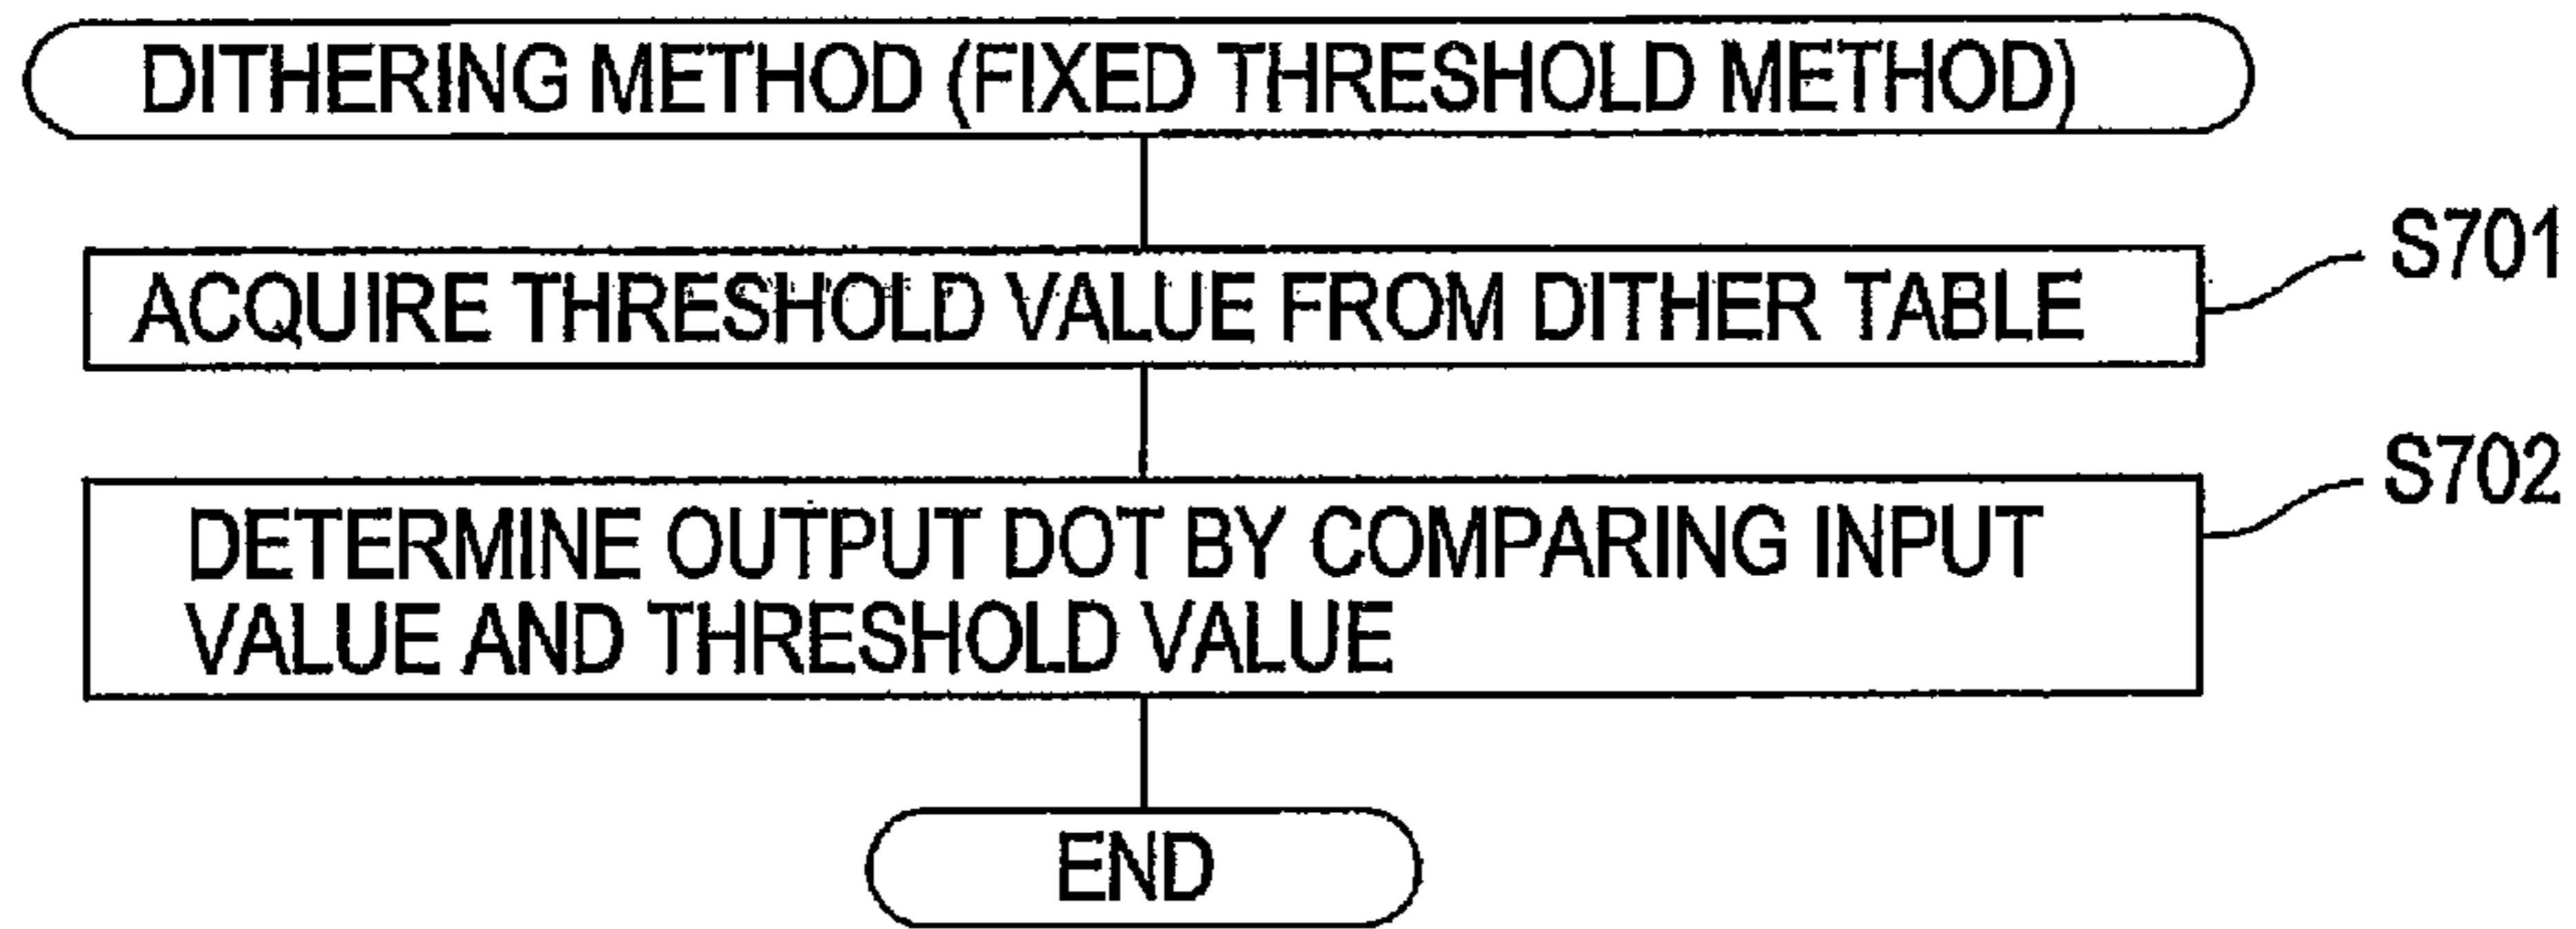 DITHERING METHOD (FIXED THRESHOLD METHOD)
S701
ACQUIRE THRESHOLD VALUE FROM DITHER TABLE
S702
DETERMINE OUTPUT DOT BY COMPARING INPUT
VALUE AND THRESHOLD VALUE
END